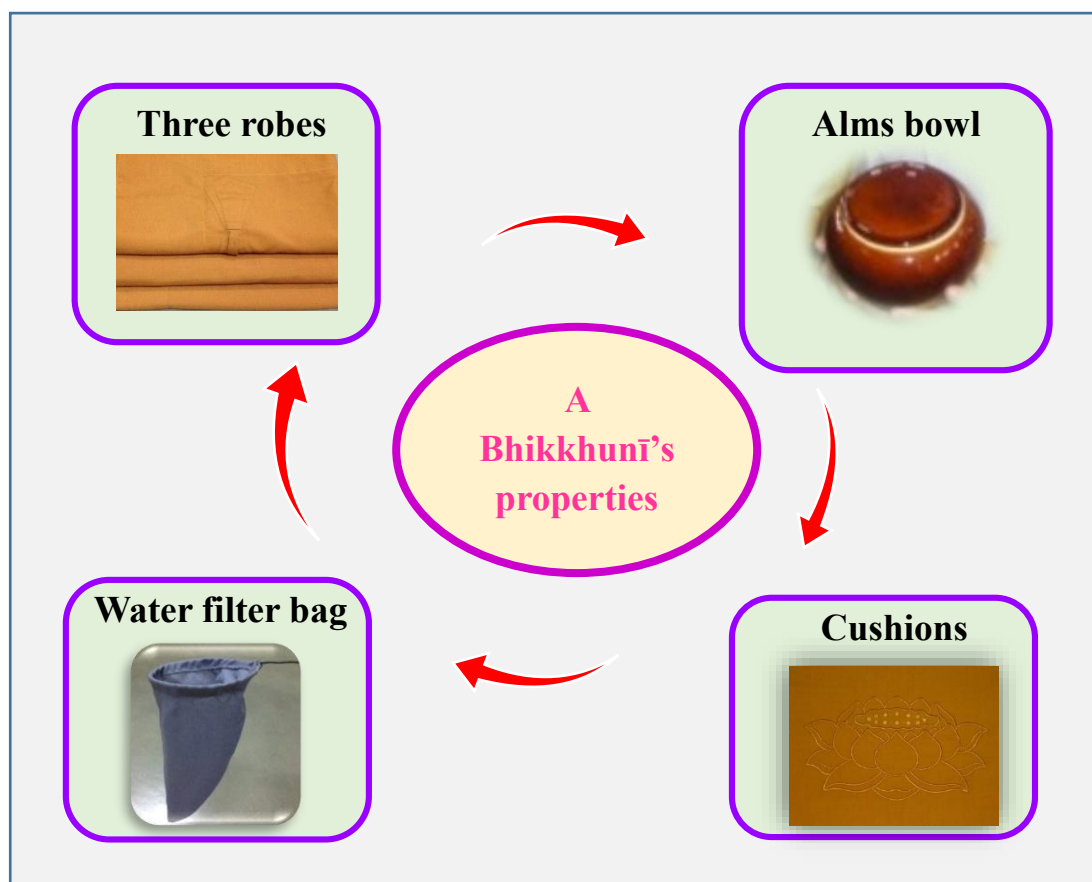 Three robes
Alms bowl
A
Bhikkhunī’s
properties
Water filter bag
Cushions